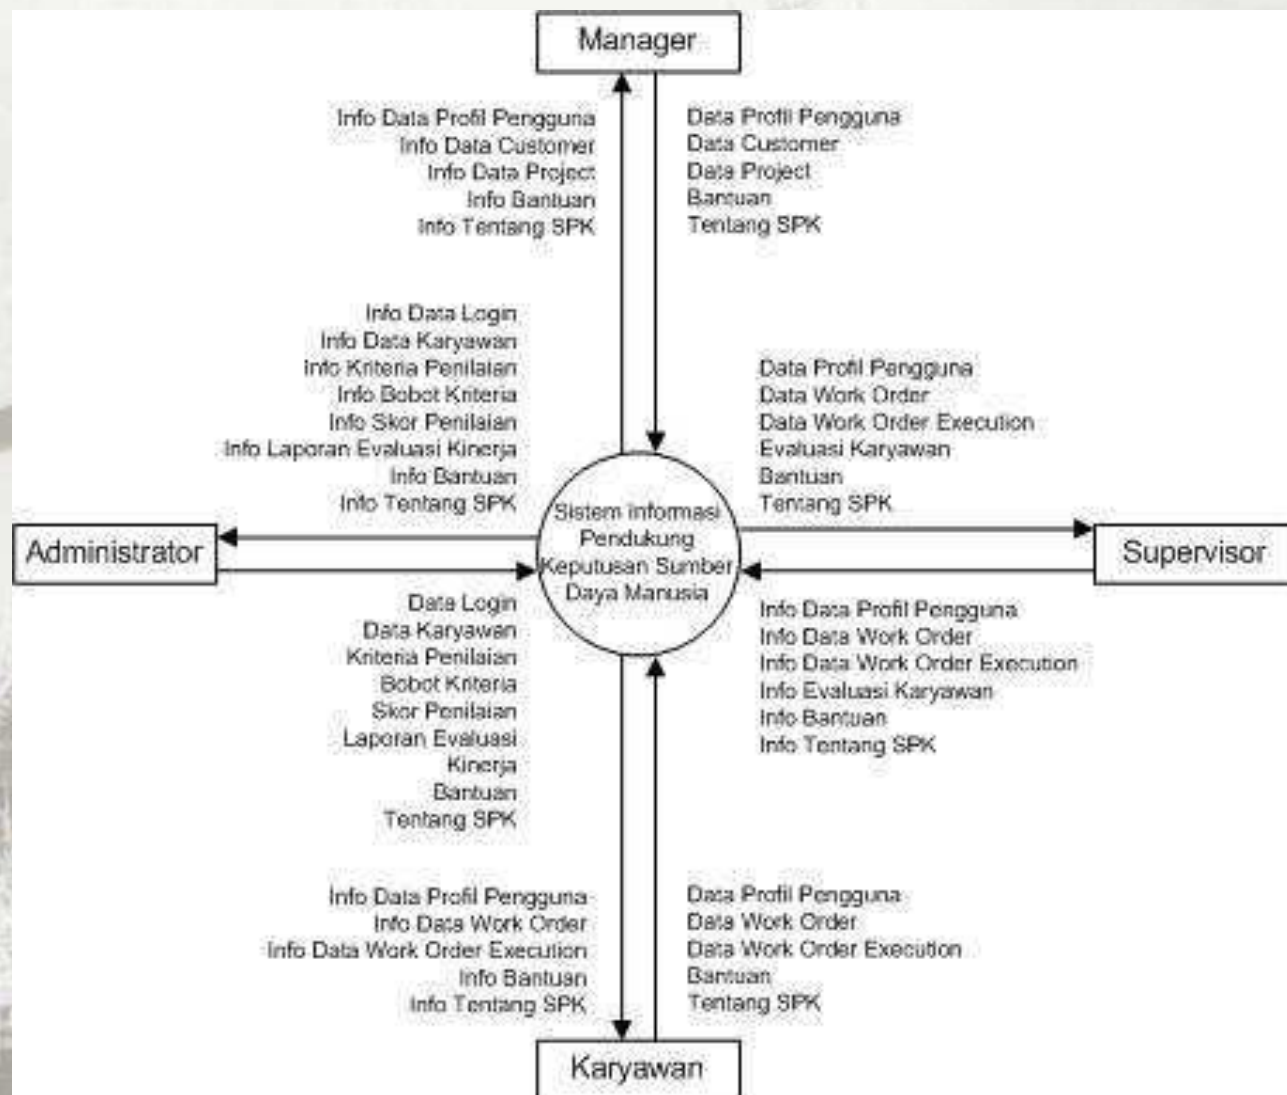 Manager
Info Data Profil Pengguna
Info Data Customer
Info Data Project
Info Bantuan
Info Tentang SPK
Data Profil Pengguna
Data Customer
Data Project
Bantuan
Tentang SPK
Info Data Login
Info Data Karyawan
Info Kriteria Penilaian
Info Bobot Kriteria
Info Skor Penilaian
Info Laporan Evaluasi Kinerja
Info Bantuan
Info Tentang SPK
Data Profil Pengguna
Data Work Order
Data Work Order Execution
Evaluasi Karyawan
Bantuan
Tentang SPK
Administrator
Sistem Informasi
Pendukung
Keputusan Sumber
Daya Manusia
Supervisor
Data Login
Data Karyawan
Kriteria Penilaian
Bobot Kriteria
Skor Penilaian
Laporan Evaluasi
Kinerja
Bantuan
Tentang SPK
Info Data Profil Pengguna
Info Data Work Order
Info Data Work Order Execution
Info Evaluasi Karyawan
Info Bantuan
Info Tentang SPK
Info Data Profil Pengguna
Info Data Work Order
Info Data Work Order Execution
Info Bantuan
Info Tentang SPK
Data Profil Pengguna
Data Work Order
Data Work Order Execution
Bantuan
Tentang SPK
Karyawan